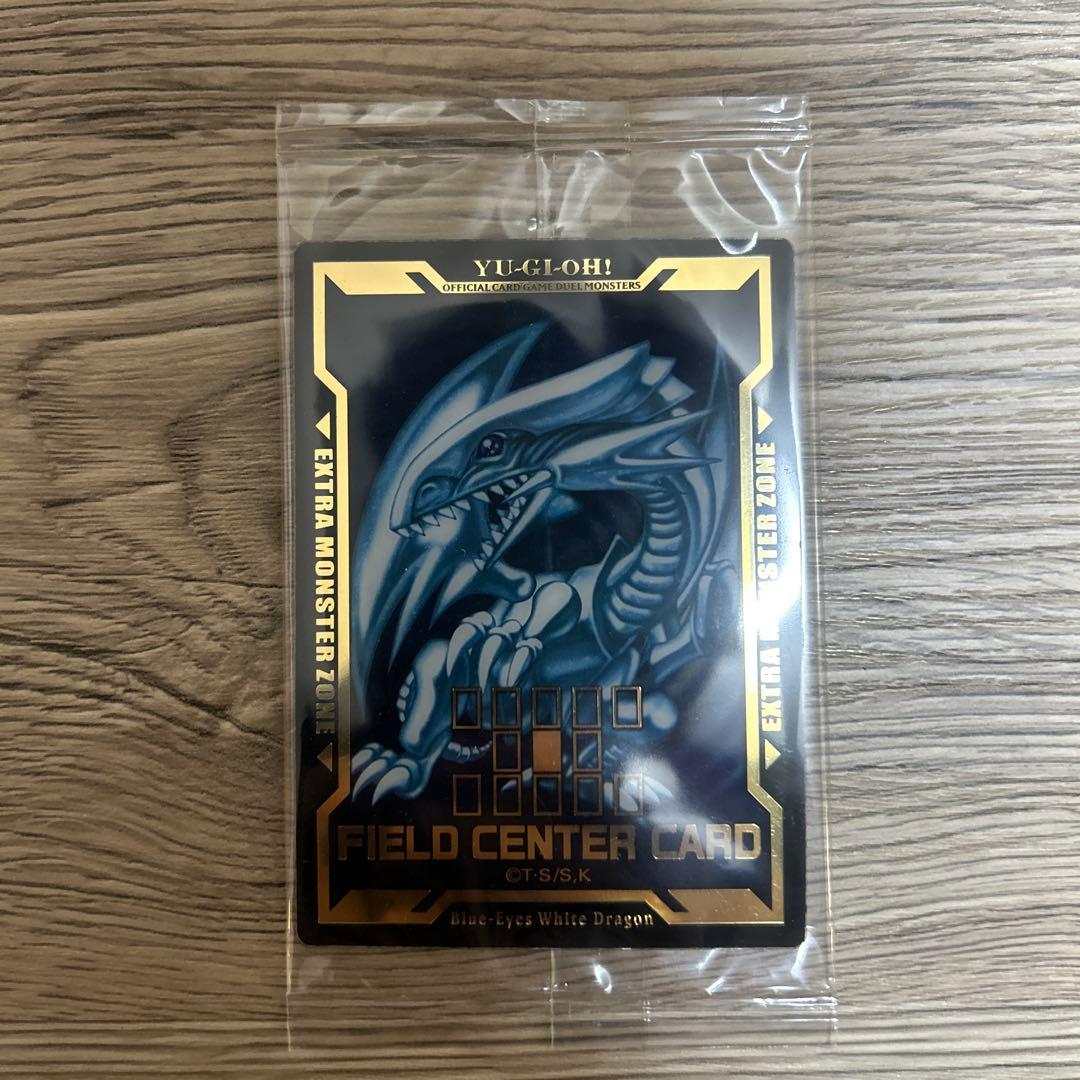 YU-GI-OH!
OFFICIAL CARD GAME DUEL MONSTERS
EXTRA MONSTER ZONE
EXTRA MONSTER ZONE
FIELD CENTER CARD
©T·S/S,K
Blue-Eyes White Dragon